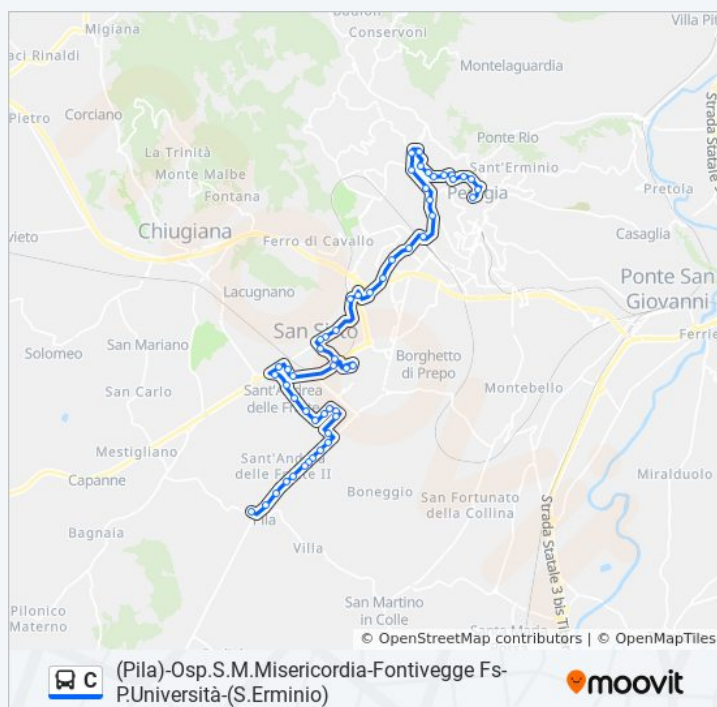 Migiana
Conservoni
Villa Pi
aci Rinaldi
Montelaguardia
Corciano
Pietro
Ponte Rio
La Trinità
Monte Malbe
Fontana
Sant'Erminio
Pretola
Strada Statale
Perugia
Chiugiana
Ferro di Cavallo
Casaglia
vieto
Lacugnano
Ponte San
Giovanni
San Sisto
Ferrie
Solomeo
San Mariano
Borghetto
di Prepo
San Carlo
Sant'Andrea
delle Fratte
Montebello
Mestigliano
Sant'Andrea
delle Fratte II
Capanne
Boneggio
San Fortunato
della Collina
Miralduolo
Bagnaia
Pila
Villa
Strada Statale 3 bis Ti
Pilonico
Materno
San Martino
in Colle
© OpenStreetMap contributors | © OpenMapTiles
C
(Pila)-Osp.S.M.Misericordia-Fontivegge Fs-
P.Università-(S.Erminio)
moovit